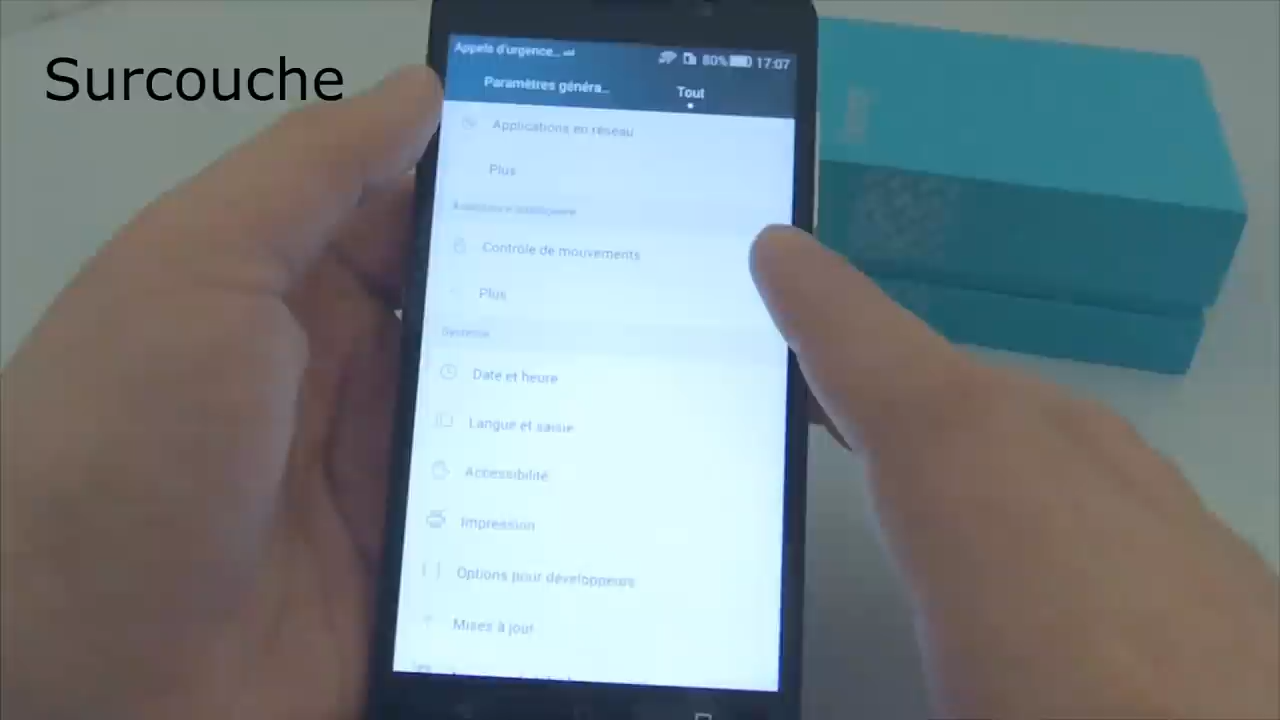 Surcouche
Appels d'urgence...
80%
17:07
Paramètres généra...
Tout
Applications en réseau
Plus
Contrôle de mouvements
Plus
Système
Date et heure
Langue et saisie
Accessibilité
Impression
Options pour développeurs
Mises à jour